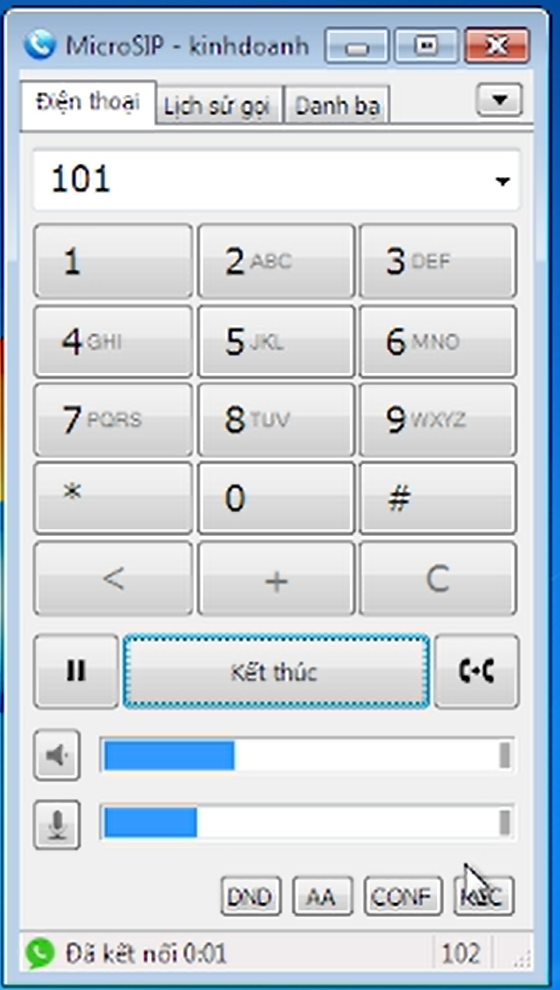 MicroSIP - kinhdoanh
Điện thoại Lịch sử gọi Danh bạ
101
1 2 ABC 3 DEF
4 GHI 5 JKL 6 MNO
7 PQRS 8 TUV 9 WXYZ
* 0 #
< + C
Kết thúc
DND AA CONF REC
Đã kết nối 0:01 102